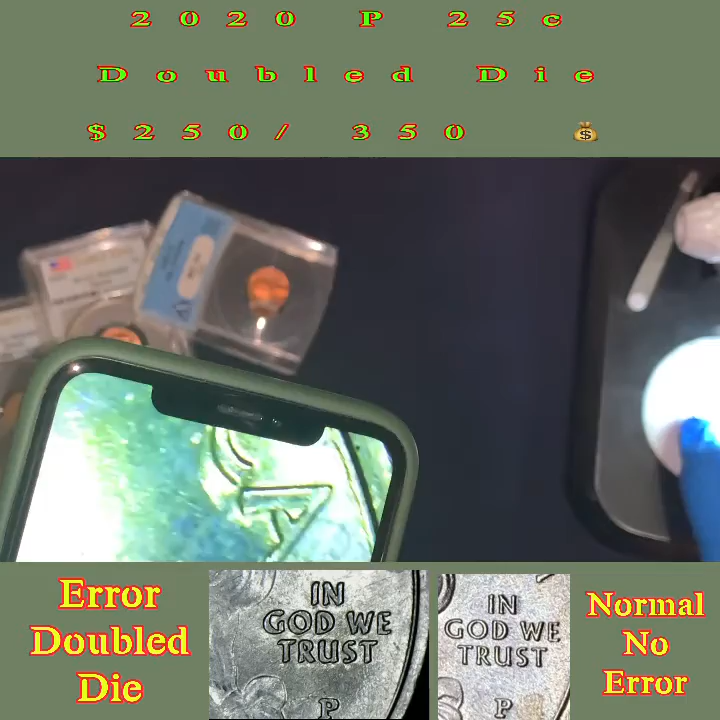 2020 P 25c
Doubled Die
$250/ 350
Error
Doubled
Die
IN
GOD WE
TRUST
P
IN
GOD WE
TRUST
P
Normal
No
Error